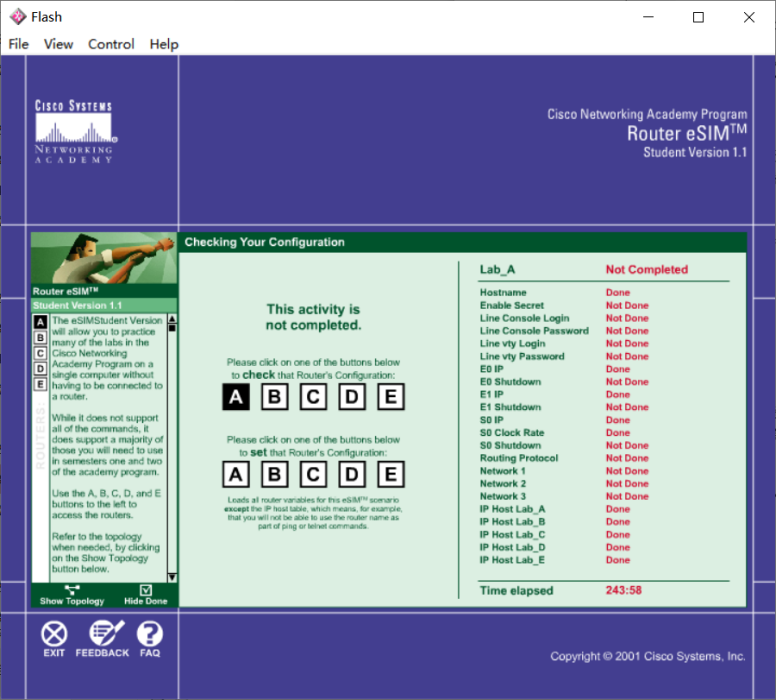 Flash
File View Control Help
CISCO SYSTEMS
NETWORKING
ACADEMY
Cisco Networking Academy Program
Router eSIM™
Student Version 1.1
Checking Your Configuration
Router eSIM™
Student Version 1.1
A
B
C
D
E
ROUTERS:
The eSIMStudent Version
will allow you to practice
many of the labs in the
Cisco Networking
Academy Program on a
single computer without
having to be connected to
a router.
While it does not support
all of the commands, it
does support a majority of
those you will need to use
in semesters one and two
of the academy program.
Use the A, B, C, D, and E
buttons to the left to
access the routers.
Refer to the topology
when needed, by clicking
on the Show Topology
button below.
Show Topology Hide Done
This activity is
not completed.
Please click on one of the buttons below
to check that Router's Configuration:
A B C D E
Please click on one of the buttons below
to set that Router's Configuration:
A B C D E
Loads all router variables for this eSIM™ scenario
except the IP host table, which means, for example,
that you will not be able to use the router name as
part of ping or telnet commands.
Lab_A Not Completed
Hostname Done
Enable Secret Not Done
Line Console Login Not Done
Line Console Password Not Done
Line vty Login Not Done
Line vty Password Not Done
E0 IP Done
E0 Shutdown Not Done
E1 IP Done
E1 Shutdown Not Done
S0 IP Done
S0 Clock Rate Done
S0 Shutdown Not Done
Routing Protocol Not Done
Network 1 Not Done
Network 2 Not Done
Network 3 Not Done
IP Host Lab_A Done
IP Host Lab_B Done
IP Host Lab_C Done
IP Host Lab_D Done
IP Host Lab_E Done
Time elapsed 243:58
EXIT FEEDBACK FAQ
Copyright © 2001 Cisco Systems, Inc.